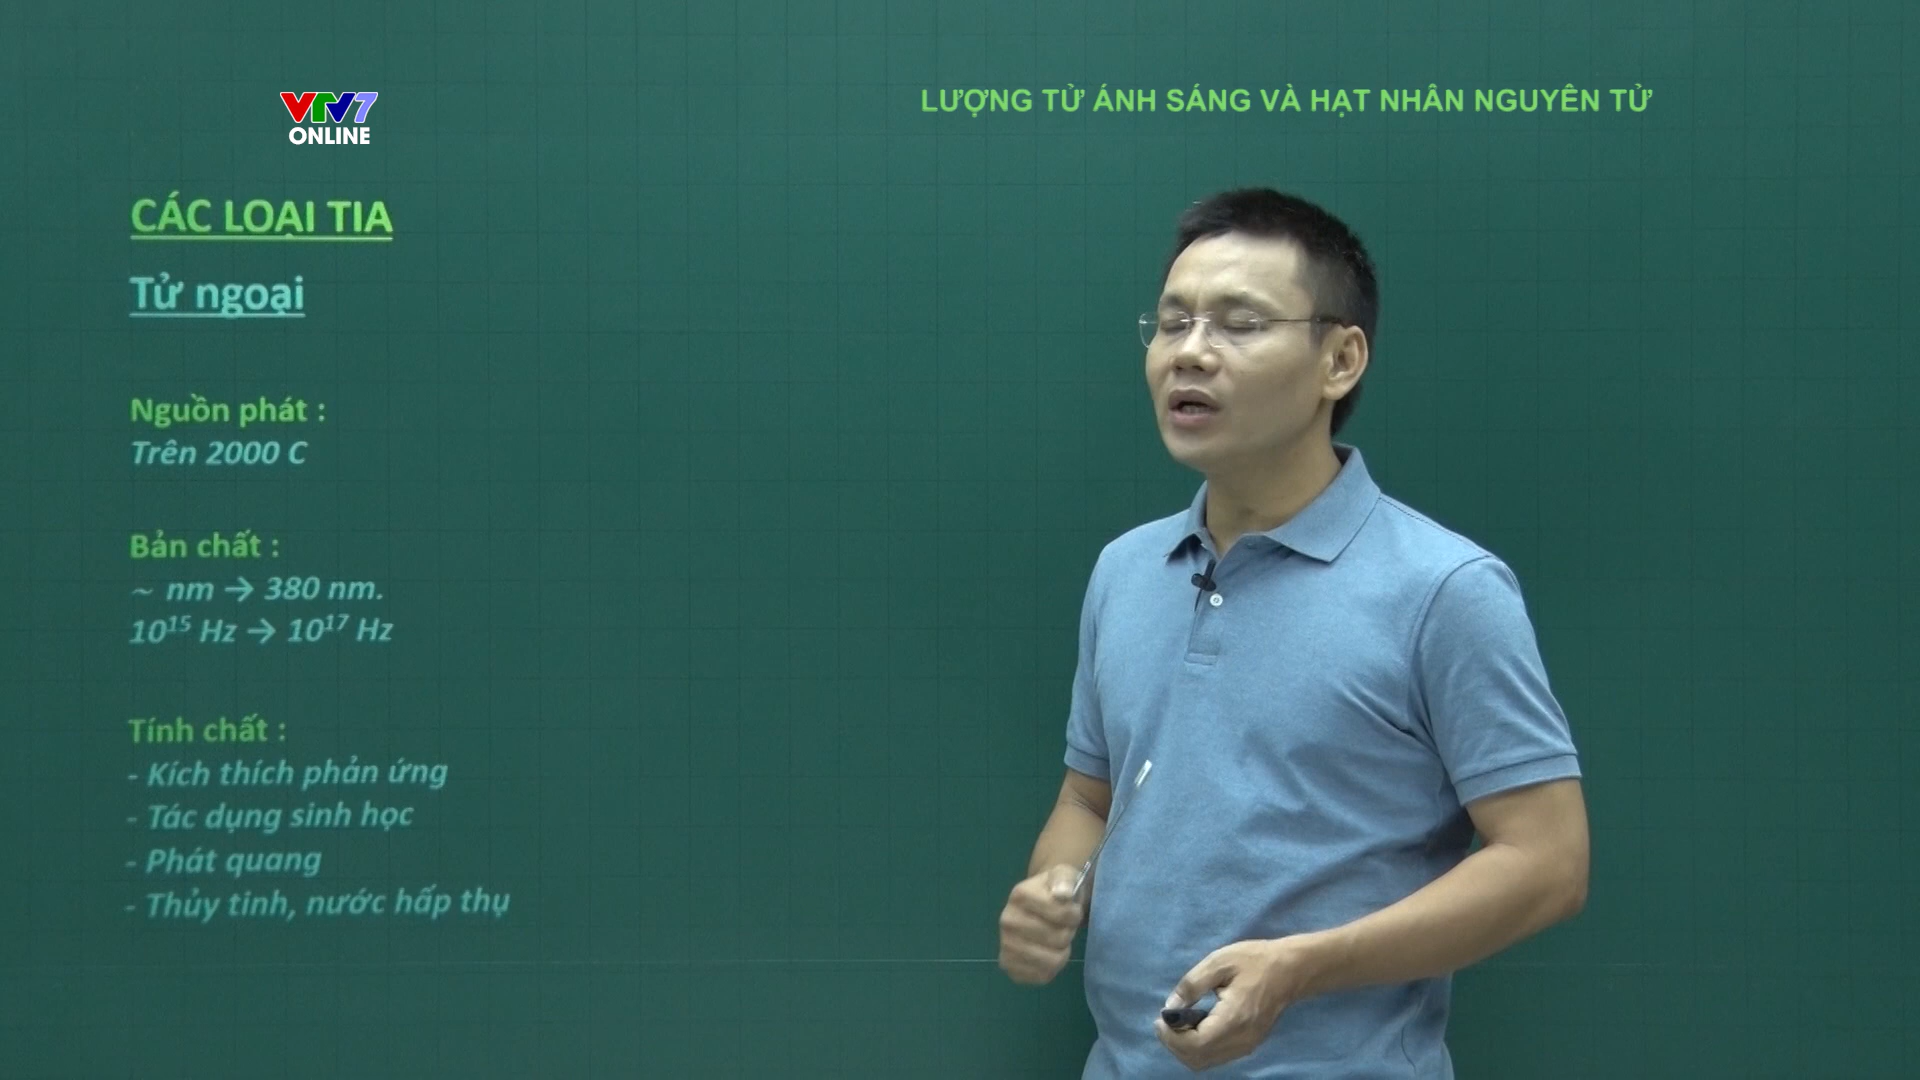 VTV7
ONLINE
LƯỢNG TỬ ÁNH SÁNG VÀ HẠT NHÂN NGUYÊN TỬ
CÁC LOẠI TIA
Tử ngoại
Nguồn phát :
Trên 2000 C
Bản chất :
~ nm → 380 nm.
10¹⁵ Hz → 10¹⁷ Hz
Tính chất :
- Kích thích phản ứng
- Tác dụng sinh học
- Phát quang
- Thủy tinh, nước hấp thụ